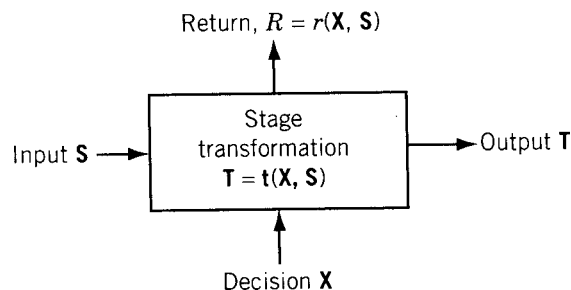 Return, R = r(X, S)
Stage
transformation
T = t(X, S)
Input S
Output T
Decision X